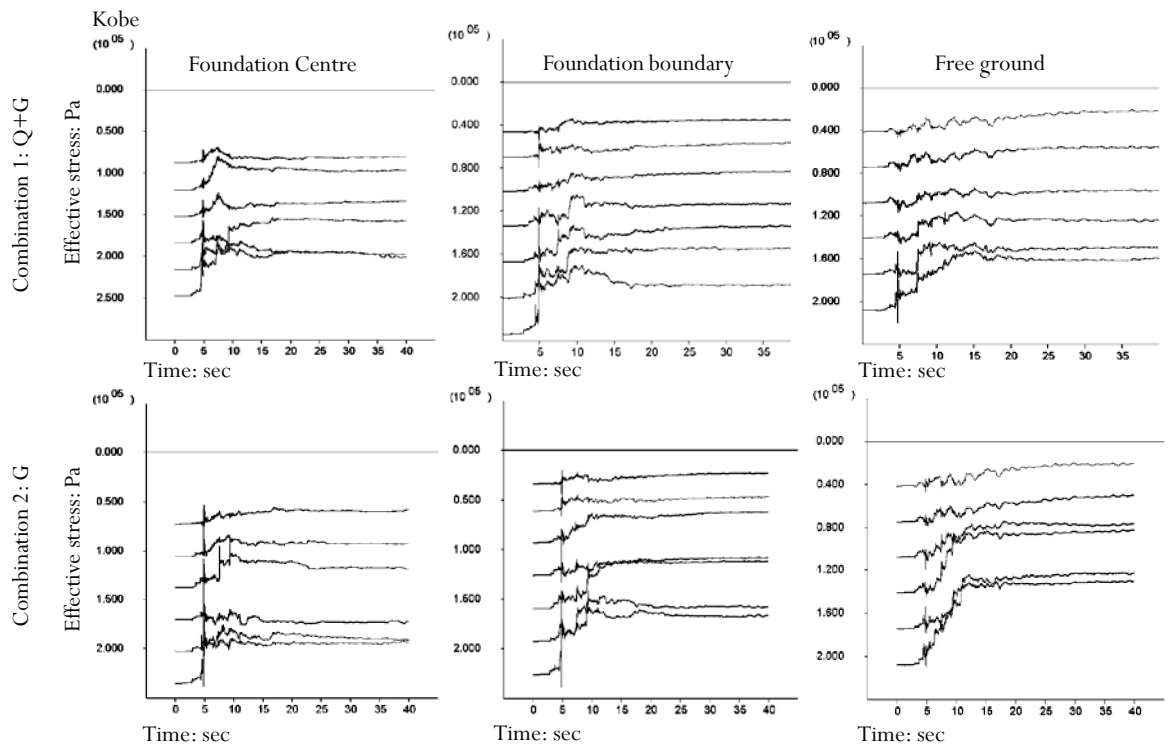 Kobe
Combination 1: Q+G
Effective stress: Pa
(10 05)
Foundation Centre
0.000
0.500
1.000
1.500
2.000
2.500
0 5 10 15 20 25 30 35 40
Time: sec
(10 05)
Foundation boundary
0.000
0.400
0.800
1.200
1.600
2.000
5 10 15 20 25 30 35
Time: sec
(10 05)
Free ground
0.000
0.400
0.800
1.200
1.600
2.000
5 10 15 20 25 30 35
Time: sec
Combination 2: G
Effective stress: Pa
(10 05)
0.000
0.500
1.000
1.500
2.000
0 5 10 15 20 25 30 35 40
Time: sec
(10 05)
0.000
0.500
1.000
1.500
2.000
0 5 10 15 20 25 30 35 40
Time: sec
(10 05)
0.000
0.400
0.800
1.200
1.600
2.000
0 5 10 15 20 25 30 35 40
Time: sec